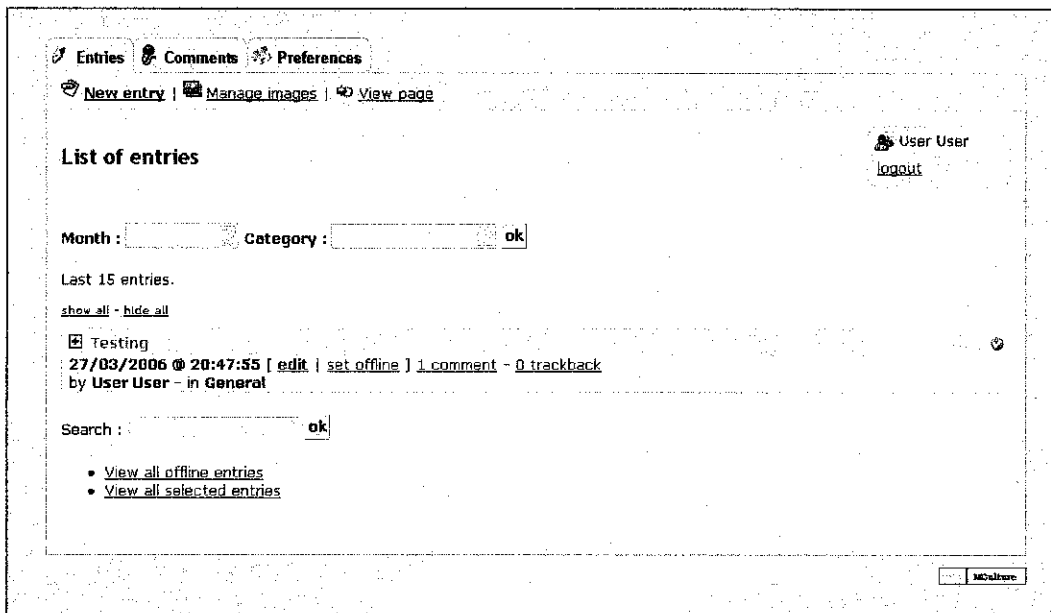 Entries Comments Preferences
New entry | Manage images | View page
User User
List of entries
logout
Month : Category : ok
Last 15 entries.
show all - hide all
Testing
27/03/2006 @ 20:47:55 [ edit | set offline ] 1 comment - 0 trackback
by User User - in General
Search : ok
• View all offline entries
• View all selected entries